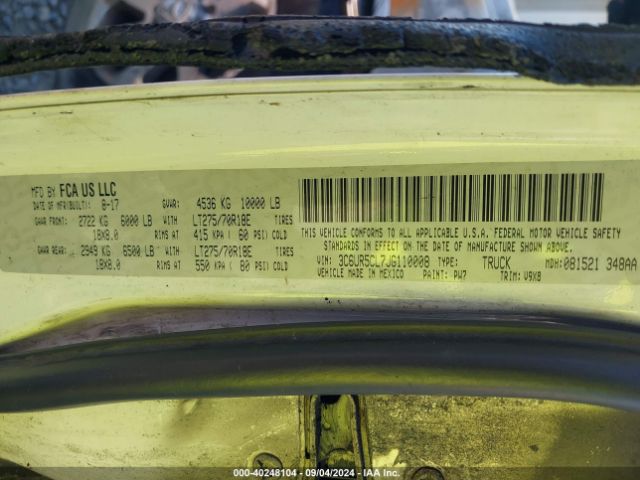 MFD BY FCA US LLC
DATE OF MFR(BUILT): 8-17 GVWR: 4536 KG 10000 LB
GAWR FRONT: 2722 KG 6000 LB WITH LT275/70R18E TIRES
18X8.0 RIMS AT 415 KPA ( 60 PSI) COLD
GAWR REAR: 2949 KG 6500 LB WITH LT275/70R18E TIRES
18X8.0 RIMS AT 550 KPA ( 80 PSI) COLD
THIS VEHICLE CONFORMS TO ALL APPLICABLE U.S.A. FEDERAL MOTOR VEHICLE SAFETY
STANDARDS IN EFFECT ON THE DATE OF MANUFACTURE SHOWN ABOVE.
VIN: 3C6UR5CL7JG110008 TYPE: TRUCK MDH: 081521 348AA
VEHICLE MADE IN MEXICO PAINT: PW7 TRIM: V9X8
000-40248104 - 09/04/2024 - IAA Inc.